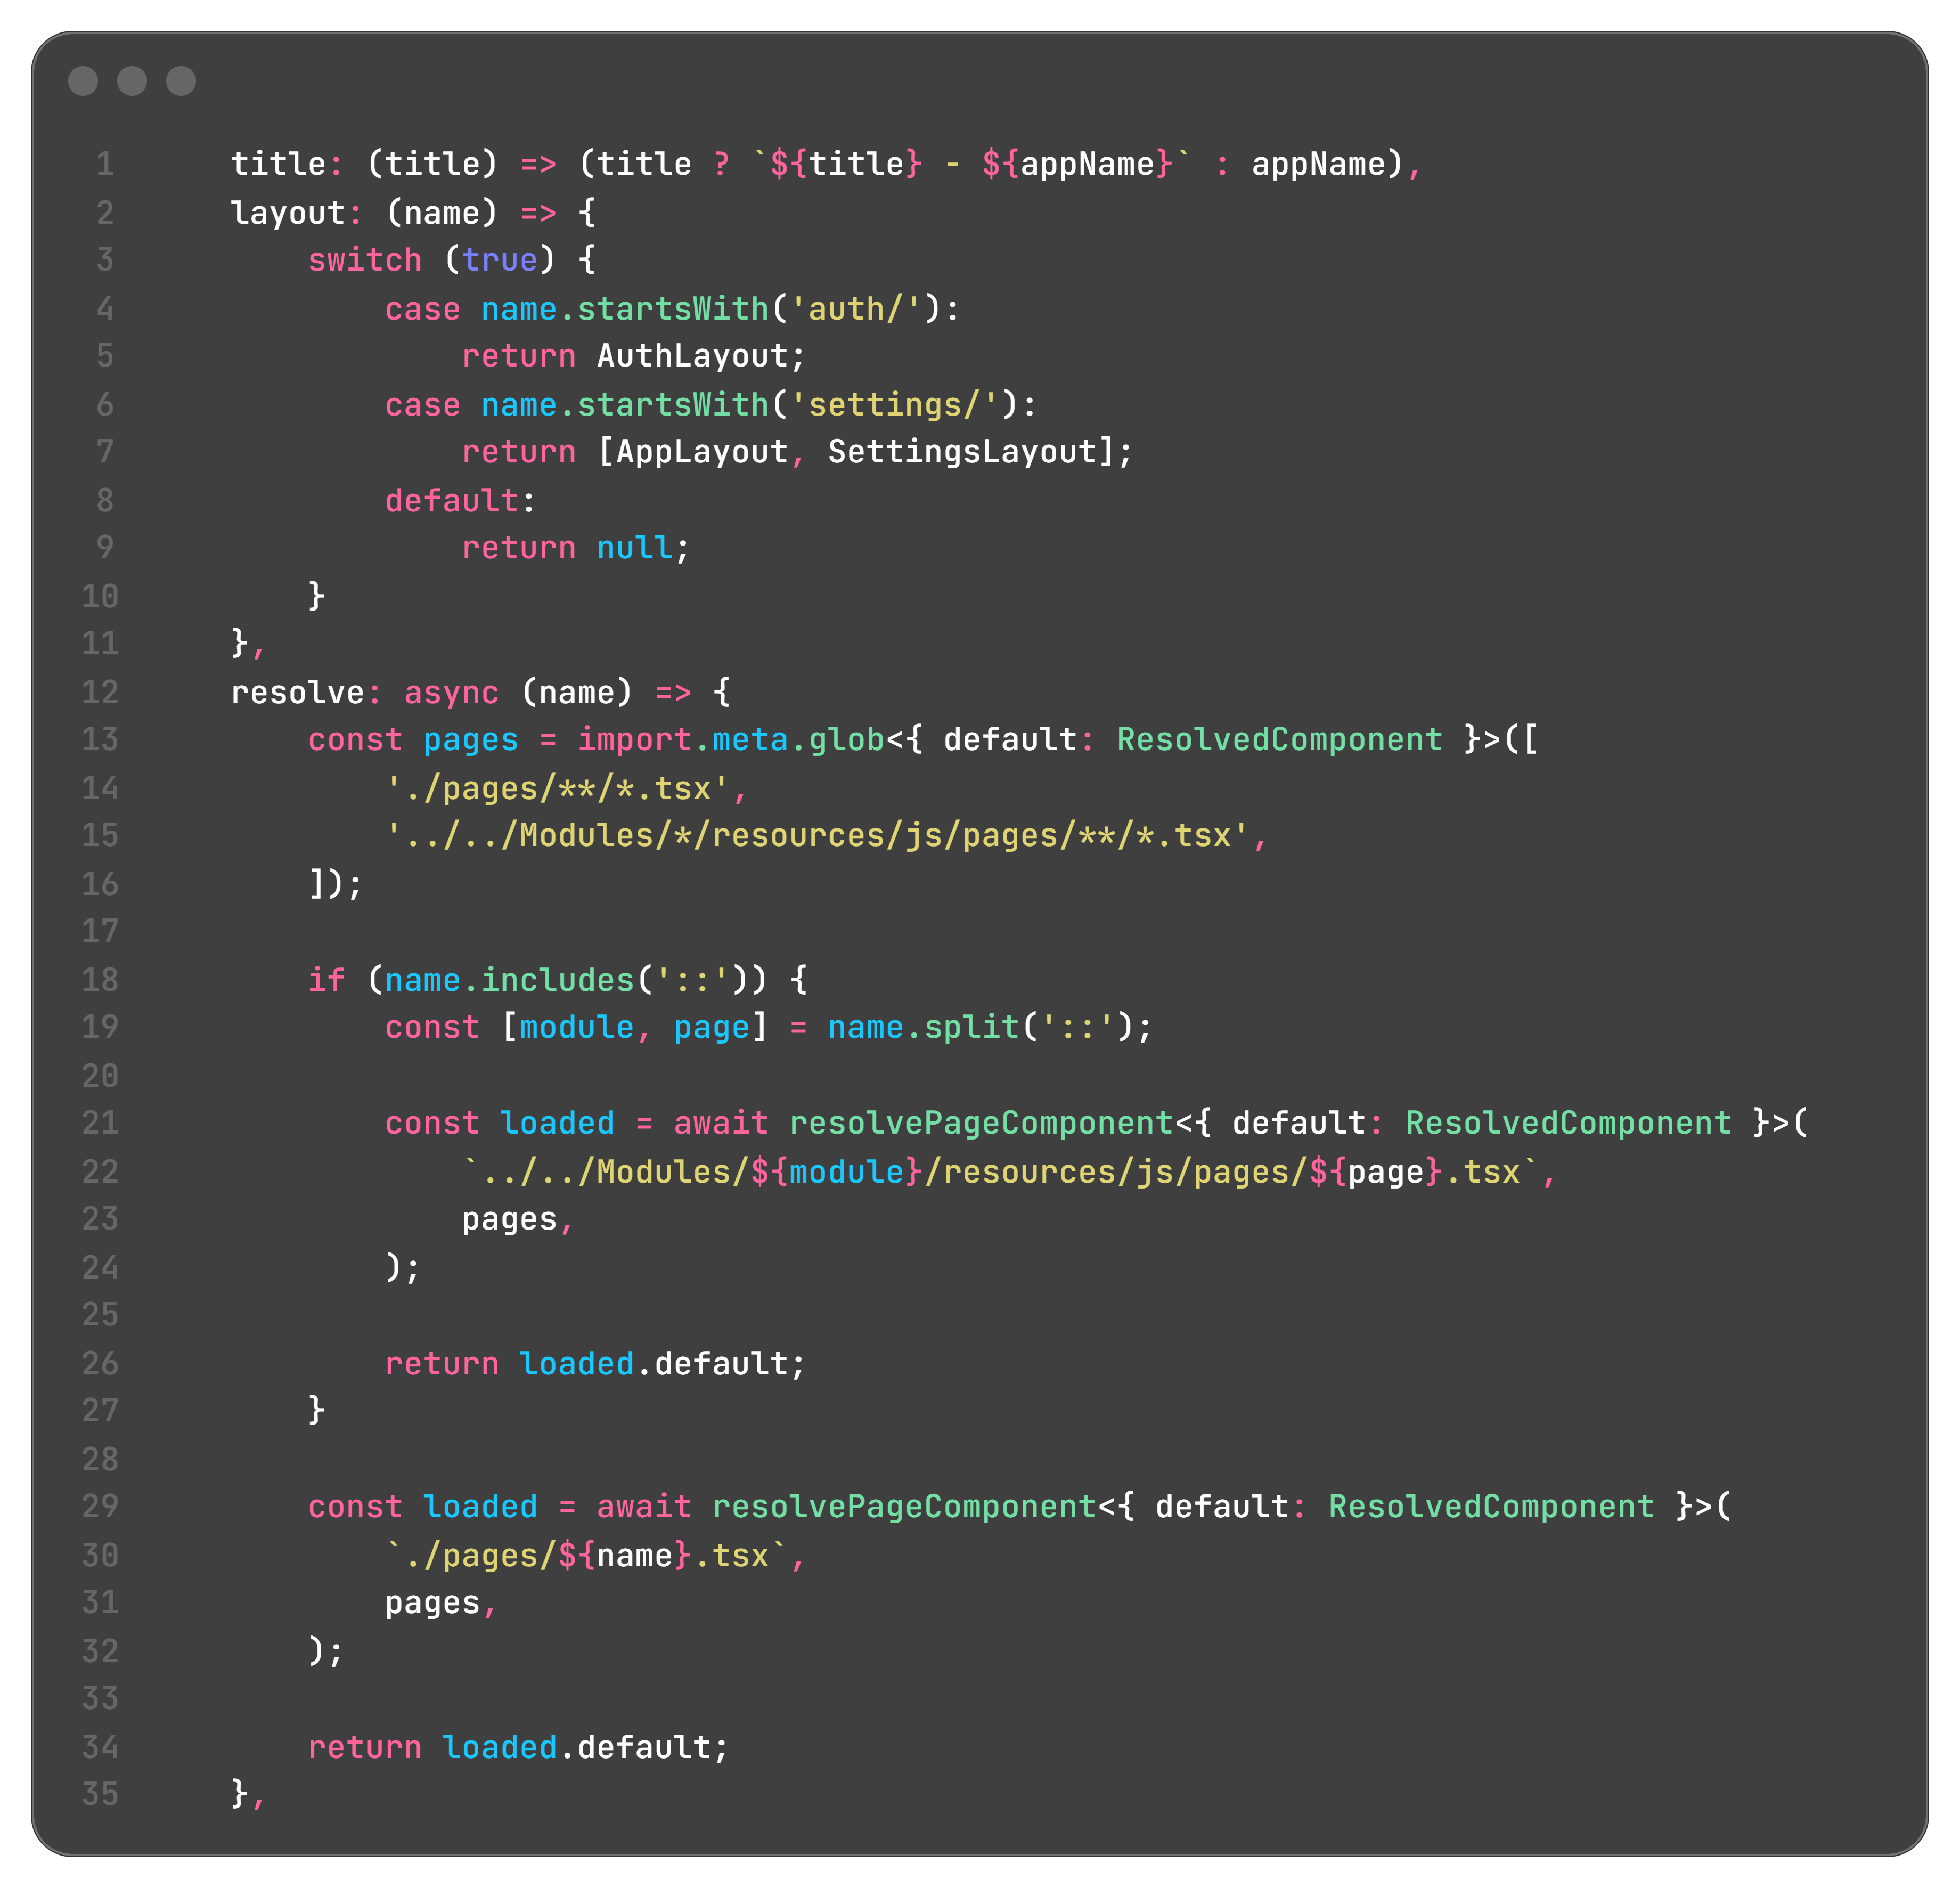 1 title: (title) => (title ? `${title} - ${appName}` : appName),
2 layout: (name) => {
3     switch (true) {
4         case name.startsWith('auth/'):
5             return AuthLayout;
6         case name.startsWith('settings/'):
7             return [AppLayout, SettingsLayout];
8         default:
9             return null;
10     }
11 },
12 resolve: async (name) => {
13     const pages = import.meta.glob<{ default: ResolvedComponent }>([
14         './pages/**/*.tsx',
15         '../../Modules/*/resources/js/pages/**/*.tsx',
16     ]);
17
18     if (name.includes('::')) {
19         const [module, page] = name.split('::');
20
21         const loaded = await resolvePageComponent<{ default: ResolvedComponent }>(
22             `../../Modules/${module}/resources/js/pages/${page}.tsx`,
23             pages,
24         );
25
26         return loaded.default;
27     }
28
29     const loaded = await resolvePageComponent<{ default: ResolvedComponent }>(
30         `./pages/${name}.tsx`,
31         pages,
32     );
33
34     return loaded.default;
35 },